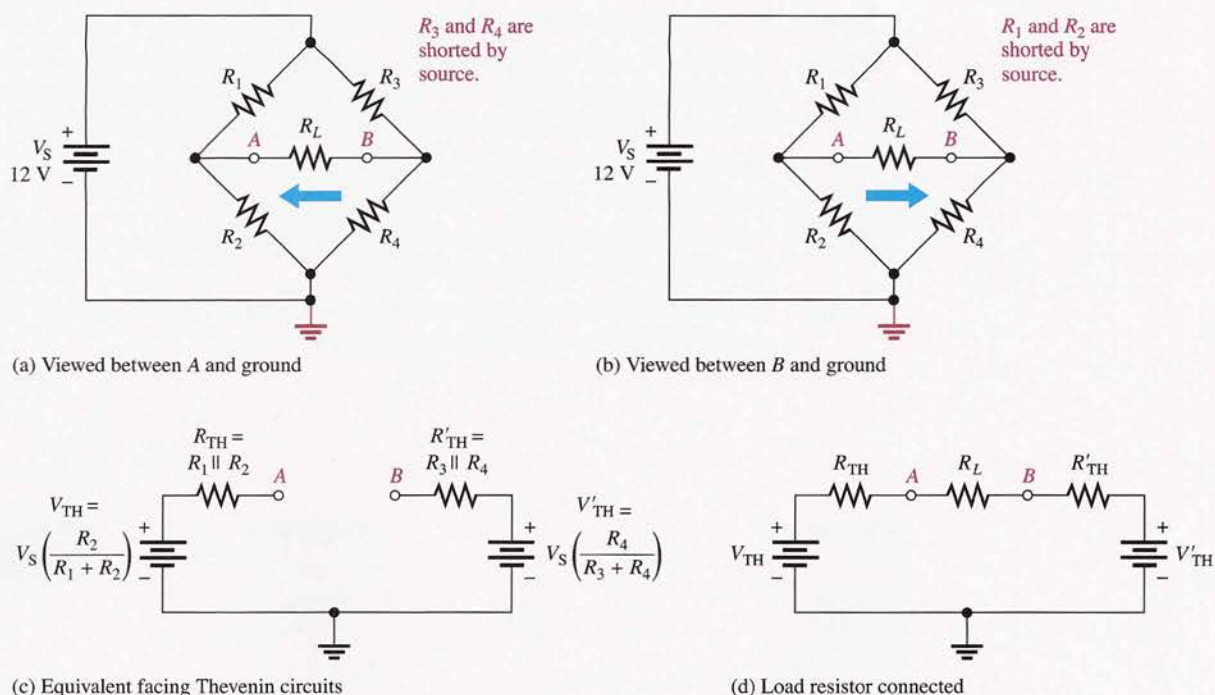 R3 and R4 are
shorted by
source.
R1
R3
A
RL
B
+
VS
12 V
−
R2
R4
(a) Viewed between A and ground
R1 and R2 are
shorted by
source.
R1
R3
A
RL
B
+
VS
12 V
−
R2
R4
(b) Viewed between B and ground
RTH =
R1 || R2
A
VTH =
VS (R2 / R1 + R2)
+
−
R′TH =
R3 || R4
B
V′TH =
VS (R4 / R3 + R4)
+
−
(c) Equivalent facing Thevenin circuits
RTH
A
RL
B
R′TH
+
VTH
−
+
V′TH
−
(d) Load resistor connected